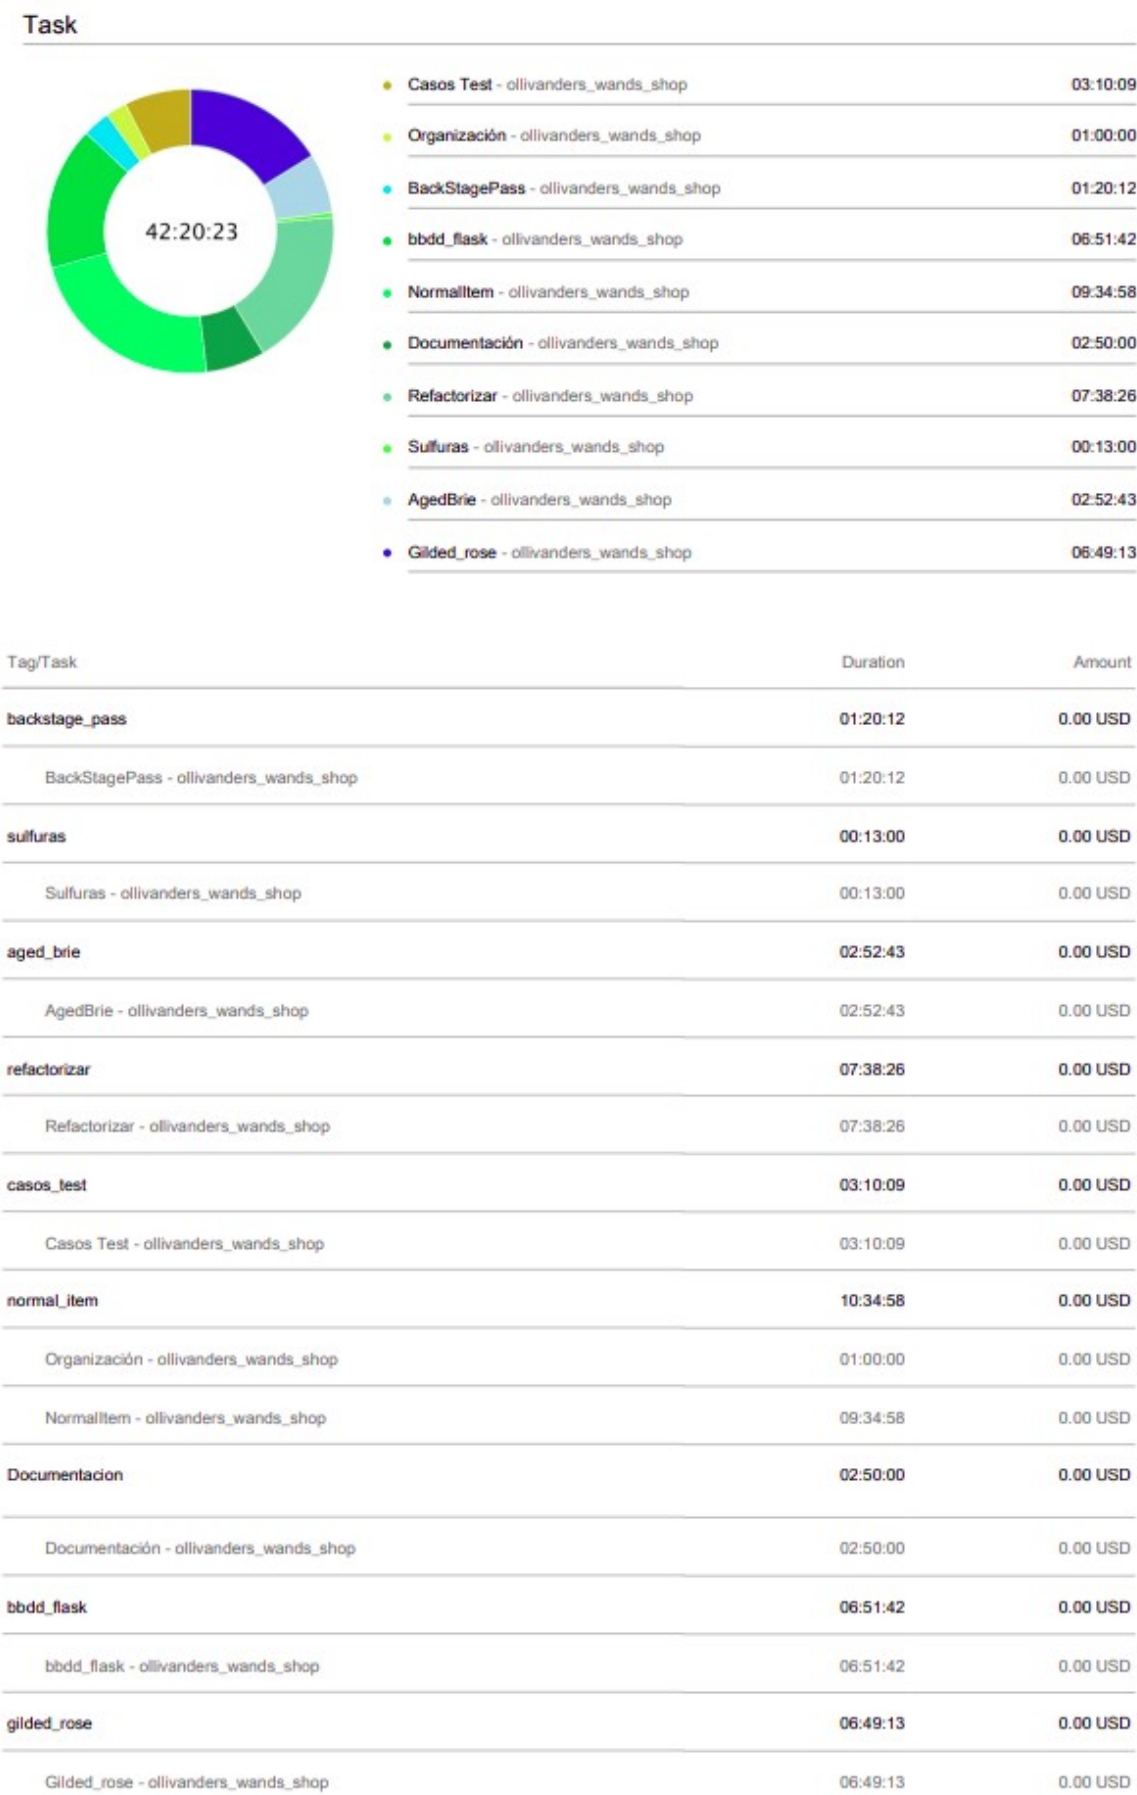 Task
Casos Test - ollivanders_wands_shop 03:10:09
Organización - ollivanders_wands_shop 01:00:00
BackStagePass - ollivanders_wands_shop 01:20:12
bbdd_flask - ollivanders_wands_shop 06:51:42
42:20:23
NormalItem - ollivanders_wands_shop 09:34:58
Documentación - ollivanders_wands_shop 02:50:00
Refactorizar - ollivanders_wands_shop 07:38:26
Sulfuras - ollivanders_wands_shop 00:13:00
AgedBrie - ollivanders_wands_shop 02:52:43
Gilded_rose - ollivanders_wands_shop 06:49:13
Tag/Task Duration Amount
backstage_pass 01:20:12 0.00 USD
BackStagePass - ollivanders_wands_shop 01:20:12 0.00 USD
sulfuras 00:13:00 0.00 USD
Sulfuras - ollivanders_wands_shop 00:13:00 0.00 USD
aged_brie 02:52:43 0.00 USD
AgedBrie - ollivanders_wands_shop 02:52:43 0.00 USD
refactorizar 07:38:26 0.00 USD
Refactorizar - ollivanders_wands_shop 07:38:26 0.00 USD
casos_test 03:10:09 0.00 USD
Casos Test - ollivanders_wands_shop 03:10:09 0.00 USD
normal_item 10:34:58 0.00 USD
Organización - ollivanders_wands_shop 01:00:00 0.00 USD
NormalItem - ollivanders_wands_shop 09:34:58 0.00 USD
Documentacion 02:50:00 0.00 USD
Documentación - ollivanders_wands_shop 02:50:00 0.00 USD
bbdd_flask 06:51:42 0.00 USD
bbdd_flask - ollivanders_wands_shop 06:51:42 0.00 USD
gilded_rose 06:49:13 0.00 USD
Gilded_rose - ollivanders_wands_shop 06:49:13 0.00 USD